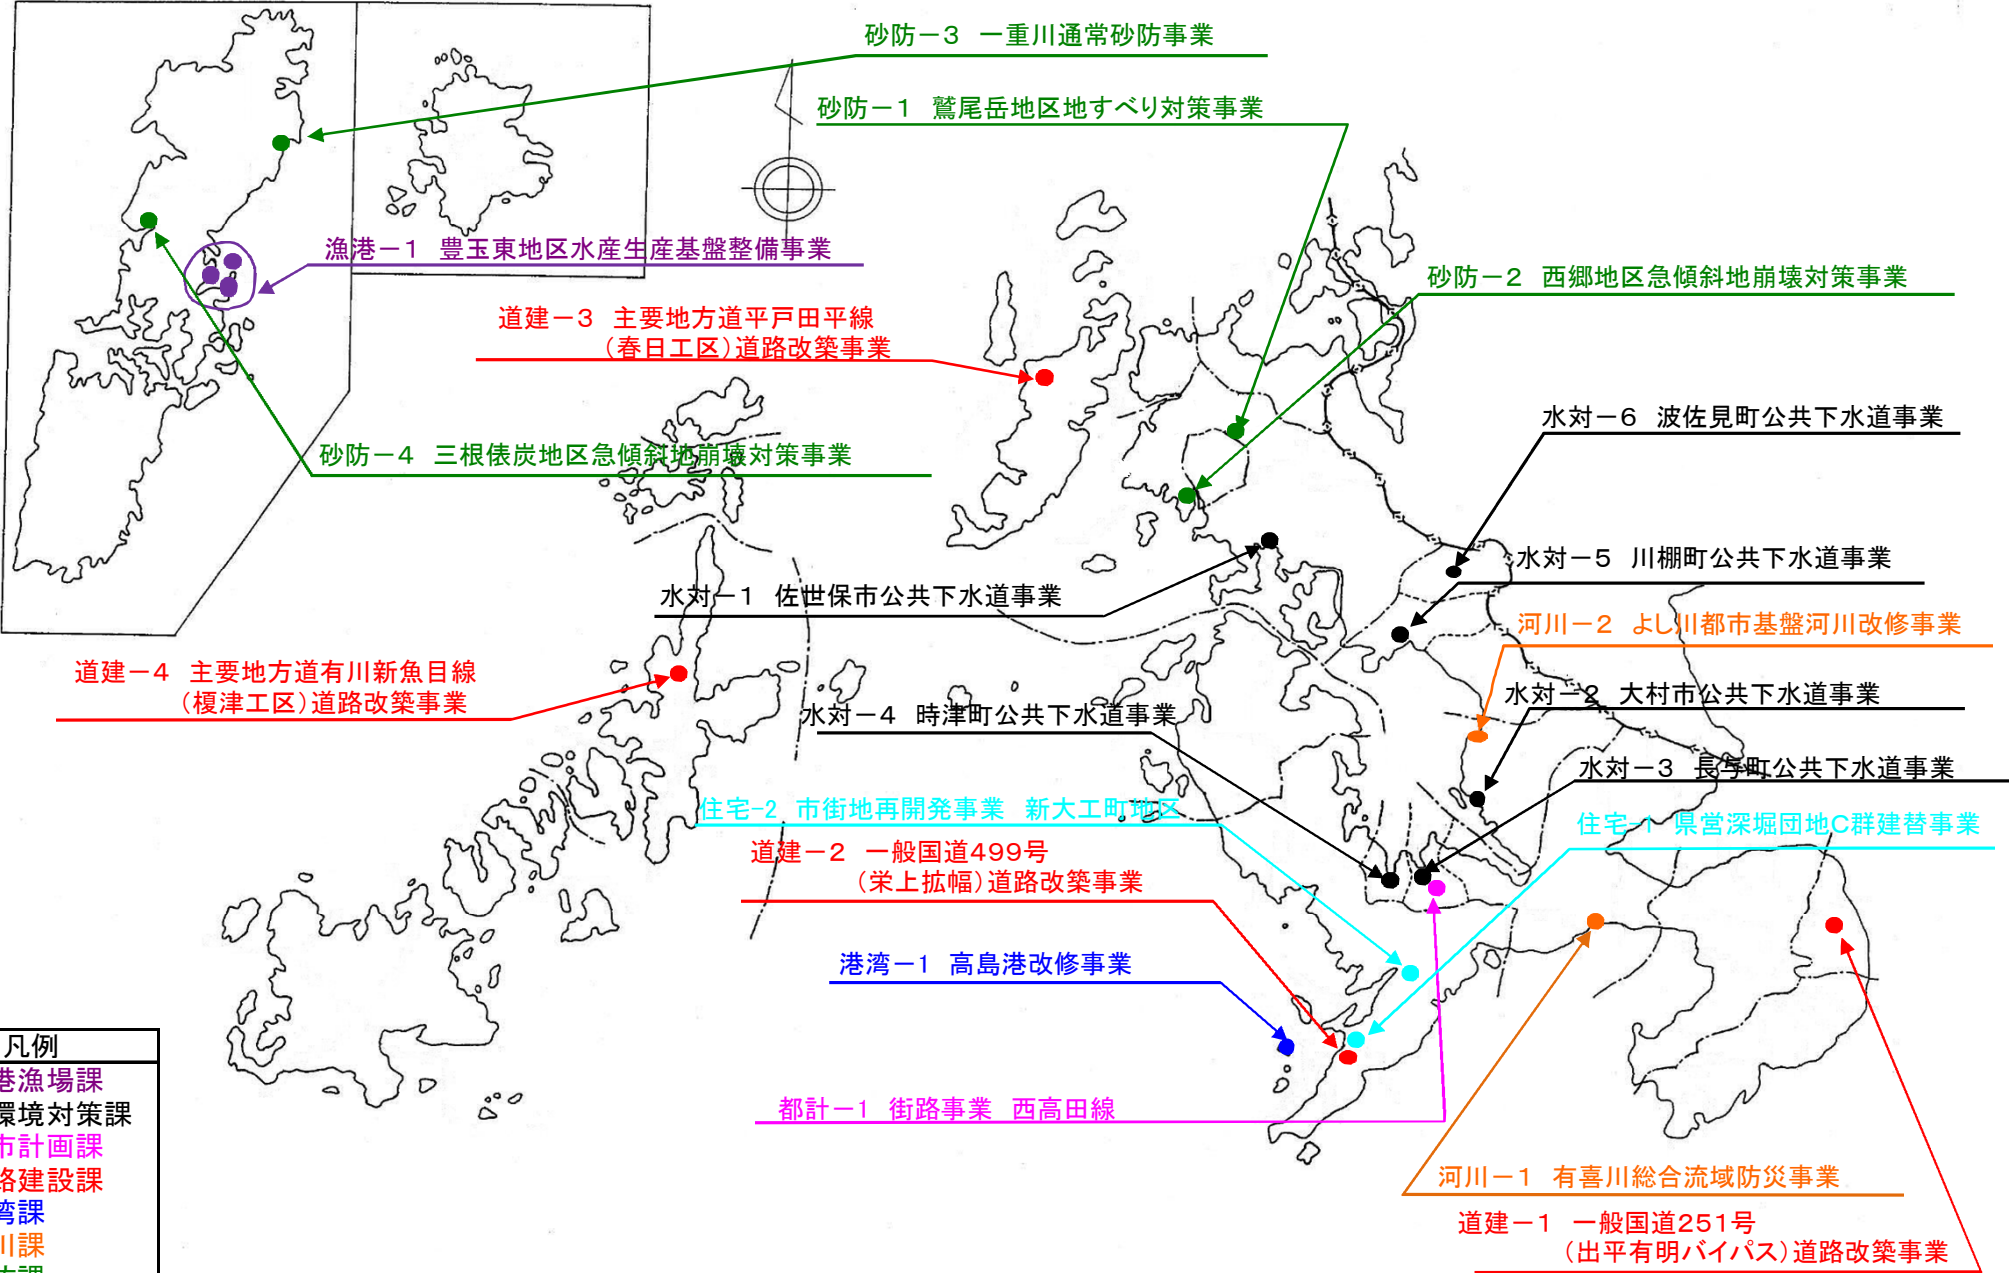 砂防－3 一重川通常砂防事業
砂防－1 鷲尾岳地区地すべり対策事業
漁港－1 豊玉東地区水産生産基盤整備事業
砂防－2 西郷地区急傾斜地崩壊対策事業
道建－3 主要地方道平戸田平線
(春日工区)道路改築事業
水対－6 波佐見町公共下水道事業
砂防－4 三根俵炭地区急傾斜地崩壊対策事業
水対－5 川棚町公共下水道事業
水対－1 佐世保市公共下水道事業
河川－2 よし川都市基盤河川改修事業
道建－4 主要地方道有川新魚目線
(榎津工区)道路改築事業
水対－2 大村市公共下水道事業
水対－4 時津町公共下水道事業
水対－3 長与町公共下水道事業
住宅-2 市街地再開発事業 新大工町地区
住宅-1 県営深堀団地C群建替事業
道建－2 一般国道499号
(栄上拡幅)道路改築事業
港湾－1 高島港改修事業
都計－1 街路事業 西高田線
河川－1 有喜川総合流域防災事業
道建－1 一般国道251号
(出平有明バイパス)道路改築事業
凡例
港漁場課
環境対策課
市計画課
路建設課
湾課
川課